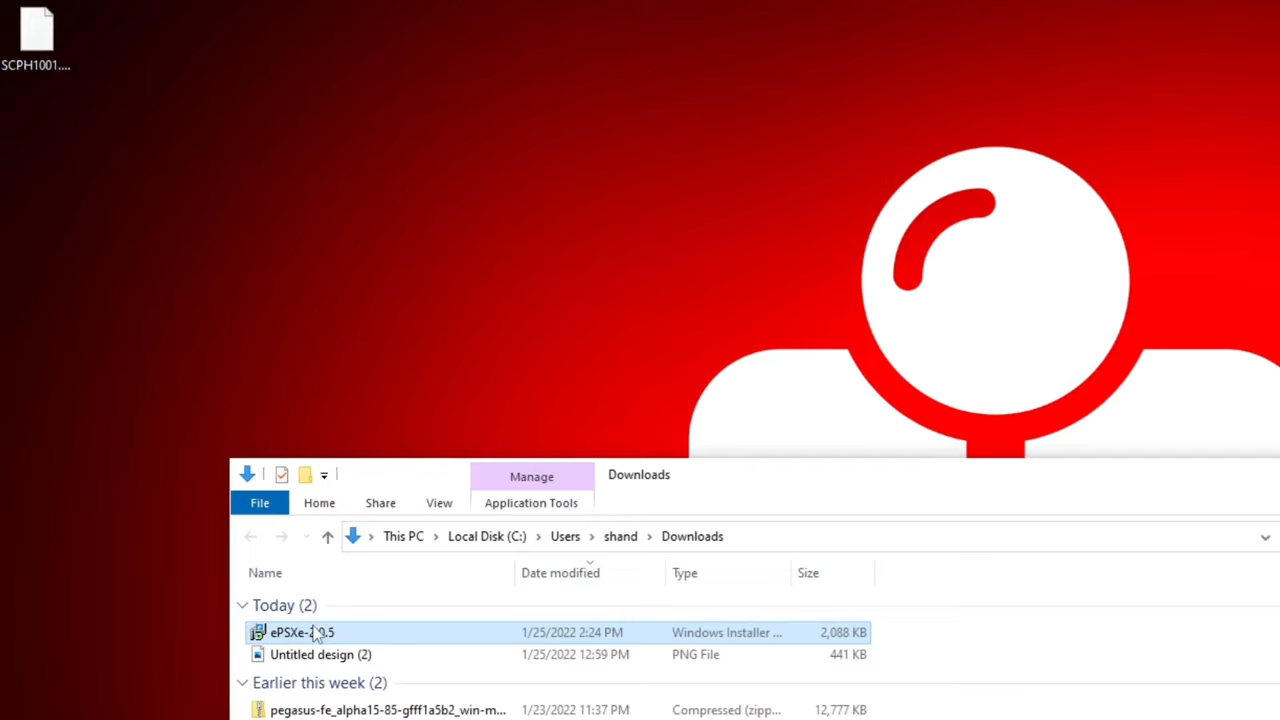 SCPH1001....
Manage
Downloads
File
Home
Share
View
Application Tools
This PC
Local Disk (C:)
Users
shand
Downloads
Name
Date modified
Type
Size
Today (2)
1/25/2022 2:24 PM
Windows Installer ...
2,088 KB
Untitled design (2)
1/25/2022 12:59 PM
PNG File
441 KB
Earlier this week (2)
pegasus-fe_alpha15-85-gfff1a5b2_win-m...
1/23/2022 11:37 PM
Compressed (zipp...
12,777 KB